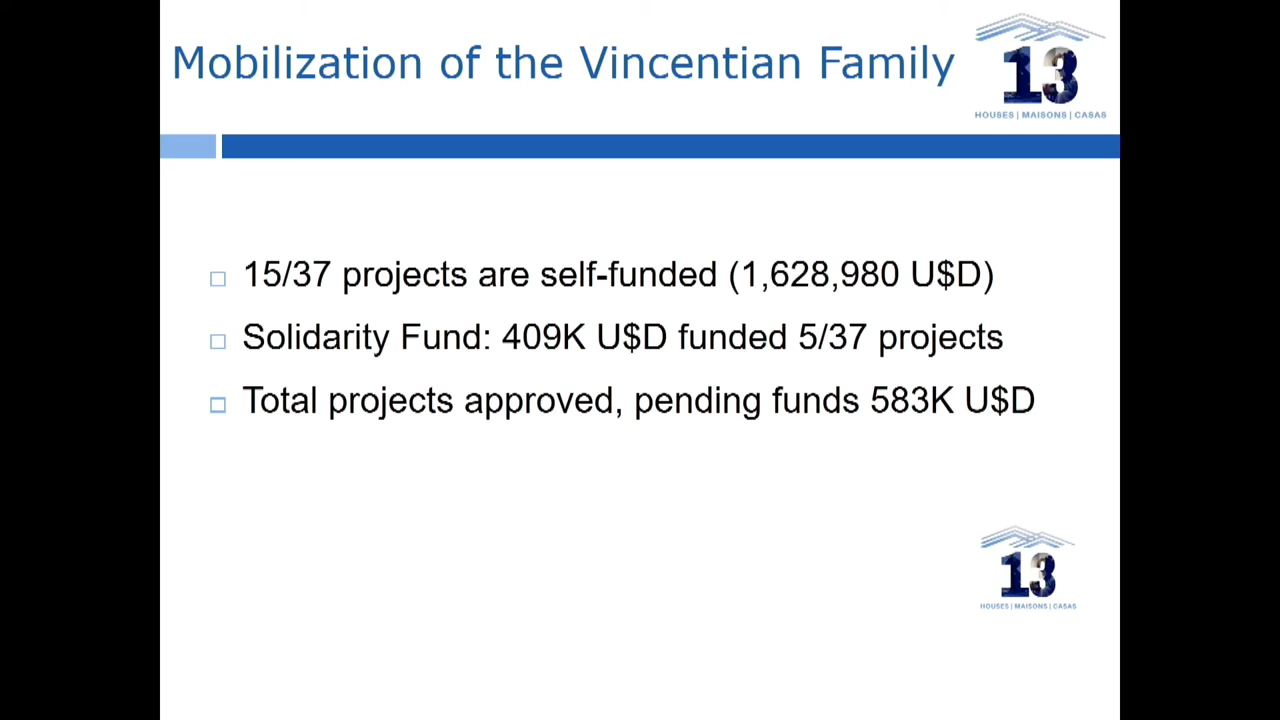 Mobilization of the Vincentian Family
13
HOUSES | MAISONS | CASAS
15/37 projects are self-funded (1,628,980 U$D)
Solidarity Fund: 409K U$D funded 5/37 projects
Total projects approved, pending funds 583K U$D
13
HOUSES | MAISONS | CASAS